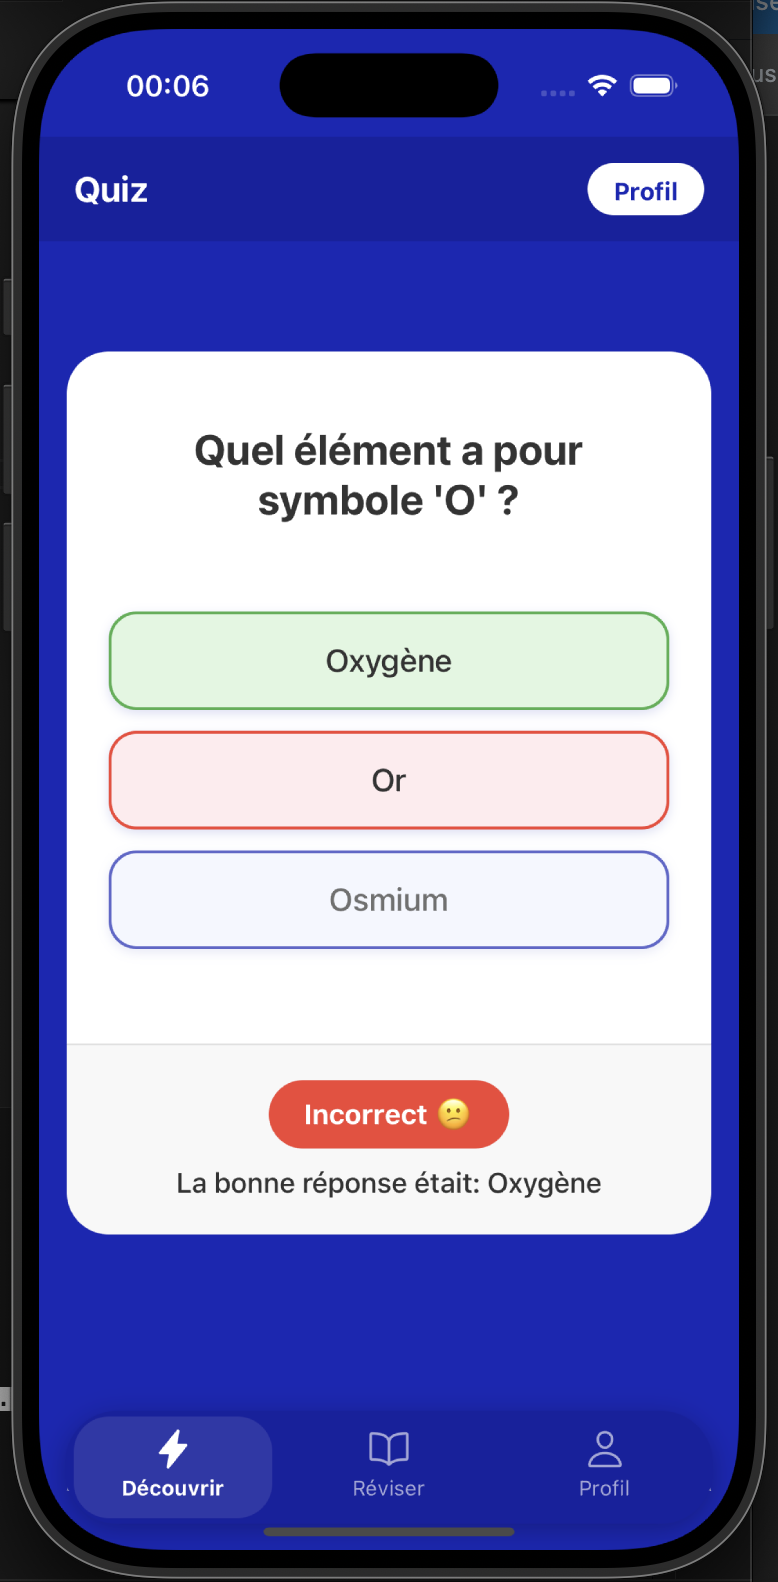 00:06
Quiz
Profil
Quel élément a pour
symbole 'O' ?
Oxygène
Or
Osmium
Incorrect 😕
La bonne réponse était: Oxygène
Découvrir
Réviser
Profil